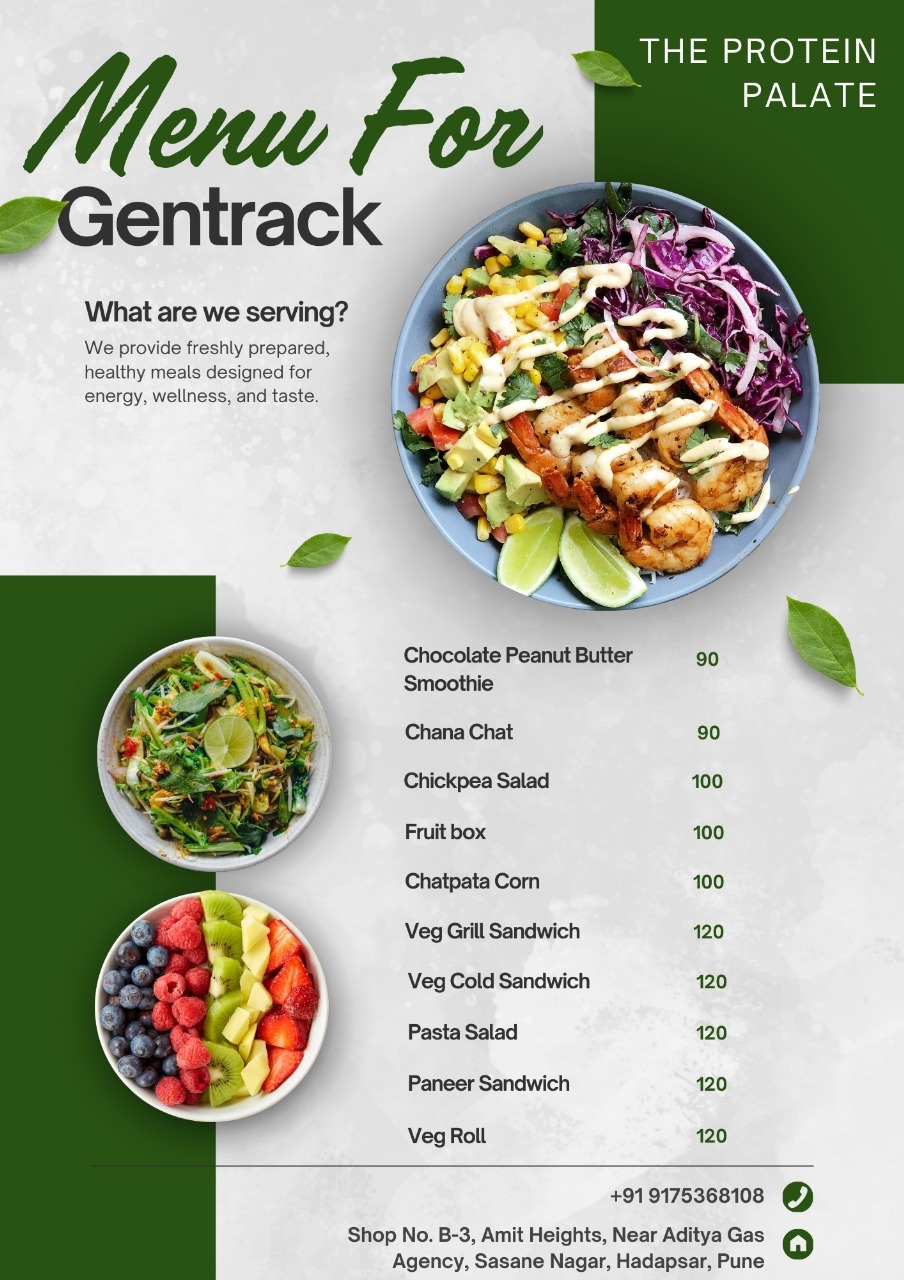 THE PROTEIN
PALATE
Menu For
Gentrack
What are we serving?
We provide freshly prepared,
healthy meals designed for
energy, wellness, and taste.
Chocolate Peanut Butter 90
Smoothie
Chana Chat 90
Chickpea Salad 100
Fruit box 100
Chatpata Corn 100
Veg Grill Sandwich 120
Veg Cold Sandwich 120
Pasta Salad 120
Paneer Sandwich 120
Veg Roll 120
+91 9175368108
Shop No. B-3, Amit Heights, Near Aditya Gas
Agency, Sasane Nagar, Hadapsar, Pune